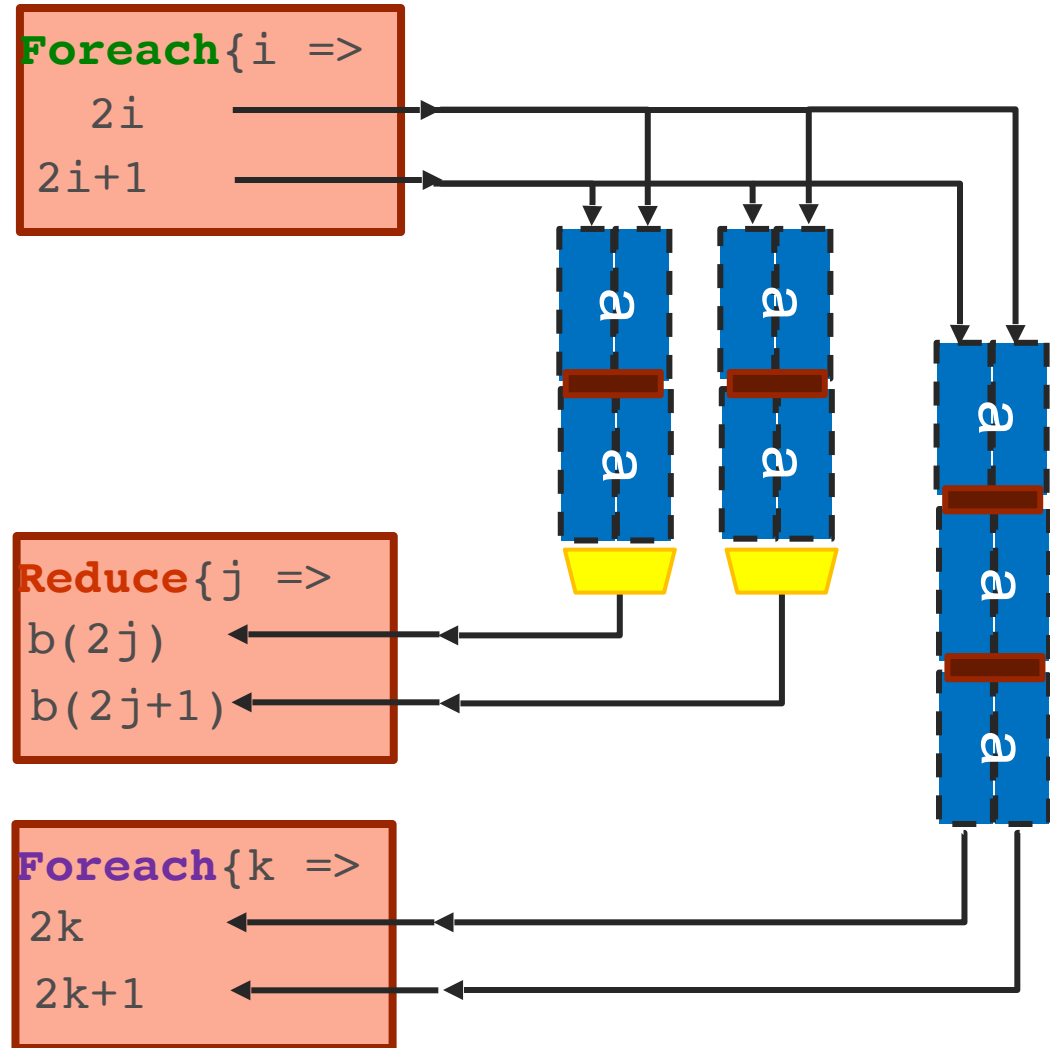 Foreach{i =>
2i
2i+1
a
a
a
a
a
a
a
Reduce{j =>
b(2j)
b(2j+1)
Foreach{k =>
2k
2k+1